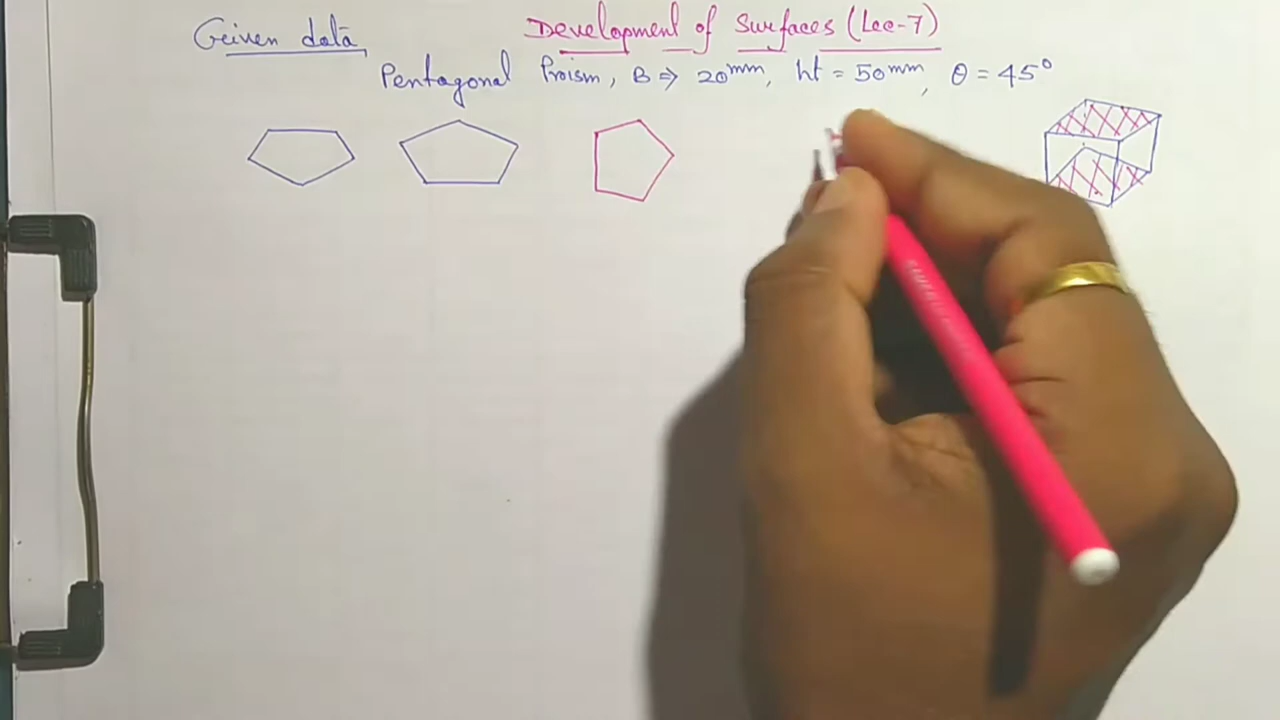 Development of Surfaces (Lec-7)
Given data
Pentagonal Prism, B ⇒ 20mm, ht = 50mm, θ = 45°